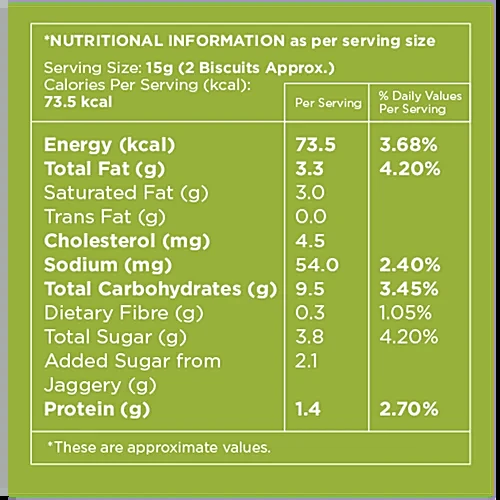 *NUTRITIONAL INFORMATION as per serving size
Serving Size: 15g (2 Biscuits Approx.)
Calories Per Serving (kcal):
73.5 kcal
Per Serving
% Daily Values
Per Serving
Energy (kcal) 73.5 3.68%
Total Fat (g) 3.3 4.20%
Saturated Fat (g) 3.0
Trans Fat (g) 0.0
Cholesterol (mg) 4.5
Sodium (mg) 54.0 2.40%
Total Carbohydrates (g) 9.5 3.45%
Dietary Fibre (g) 0.3 1.05%
Total Sugar (g) 3.8 4.20%
Added Sugar from 2.1
Jaggery (g)
Protein (g) 1.4 2.70%
*These are approximate values.